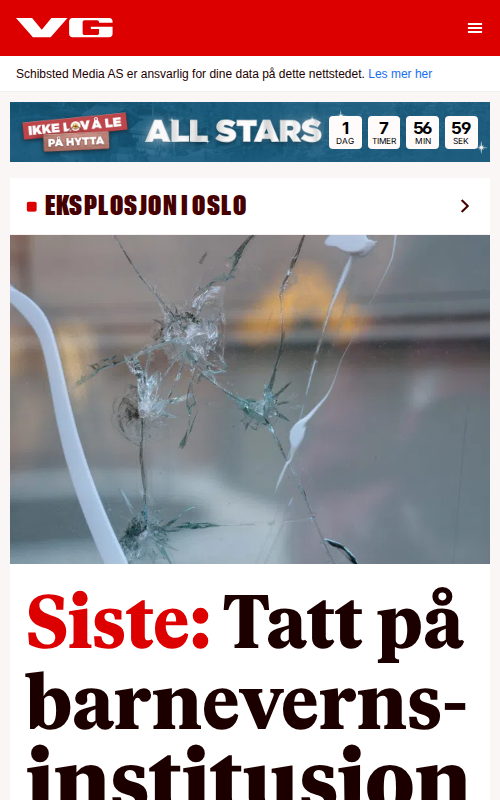 VG
Schibsted Media AS er ansvarlig for dine data på dette nettstedet. Les mer her
IKKE LOV Å LE
PÅ HYTTA
ALL STARS
1
DAG
7
TIMER
56
MIN
59
SEK
EKSPLOSJON I OSLO
Siste: Tatt på
barneverns-
institusjon